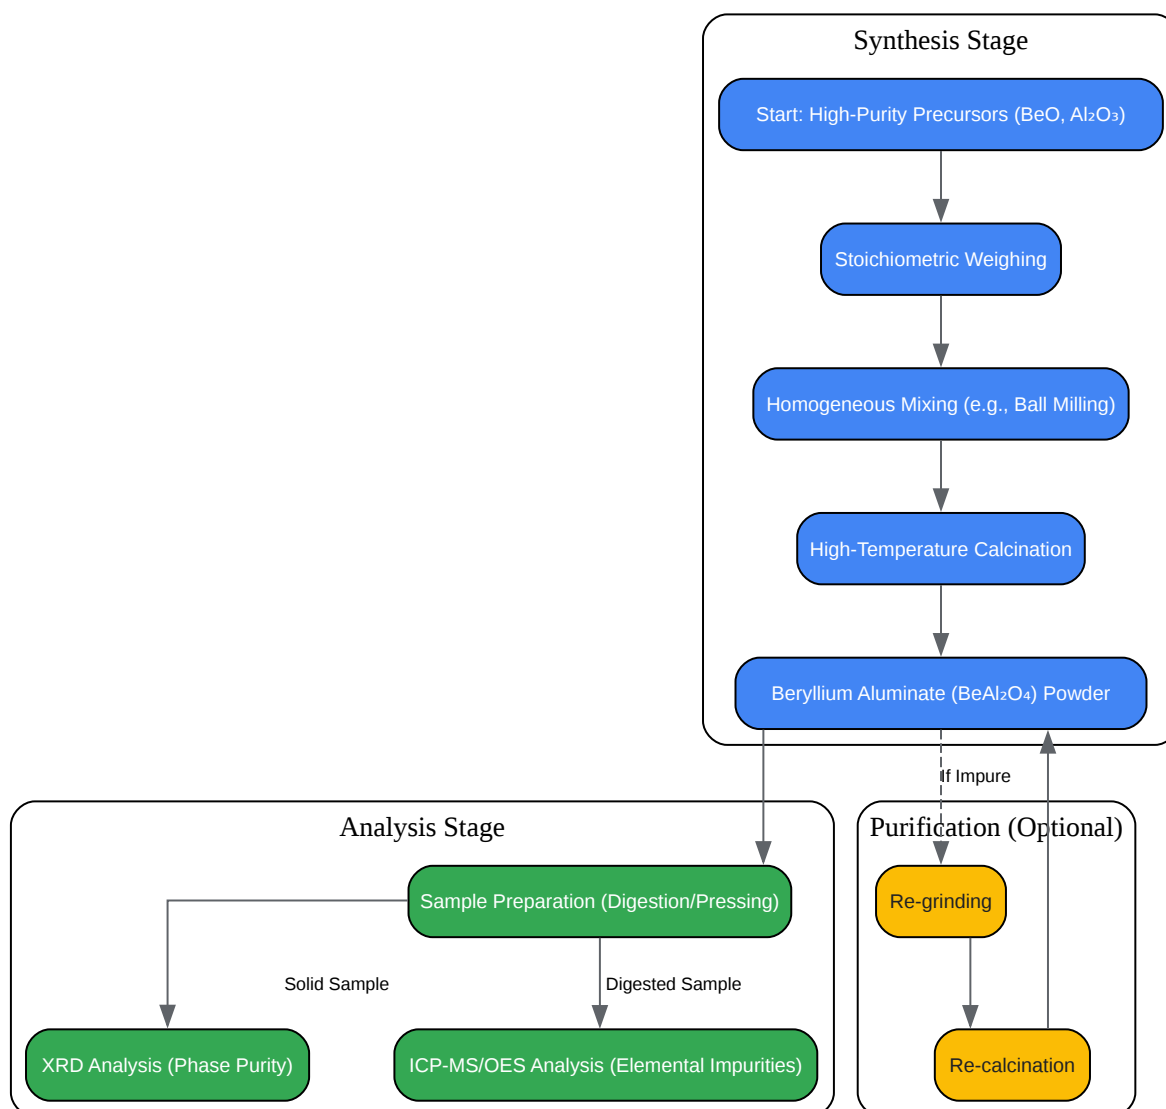 Synthesis Stage
Start: High-Purity Precursors (BeO, Al₂O₃)
Stoichiometric Weighing
Homogeneous Mixing (e.g., Ball Milling)
High-Temperature Calcination
Beryllium Aluminate (BeAl₂O₄) Powder
If Impure
Analysis Stage
Purification (Optional)
Sample Preparation (Digestion/Pressing)
Re-grinding
Solid Sample
Digested Sample
XRD Analysis (Phase Purity)
ICP-MS/OES Analysis (Elemental Impurities)
Re-calcination